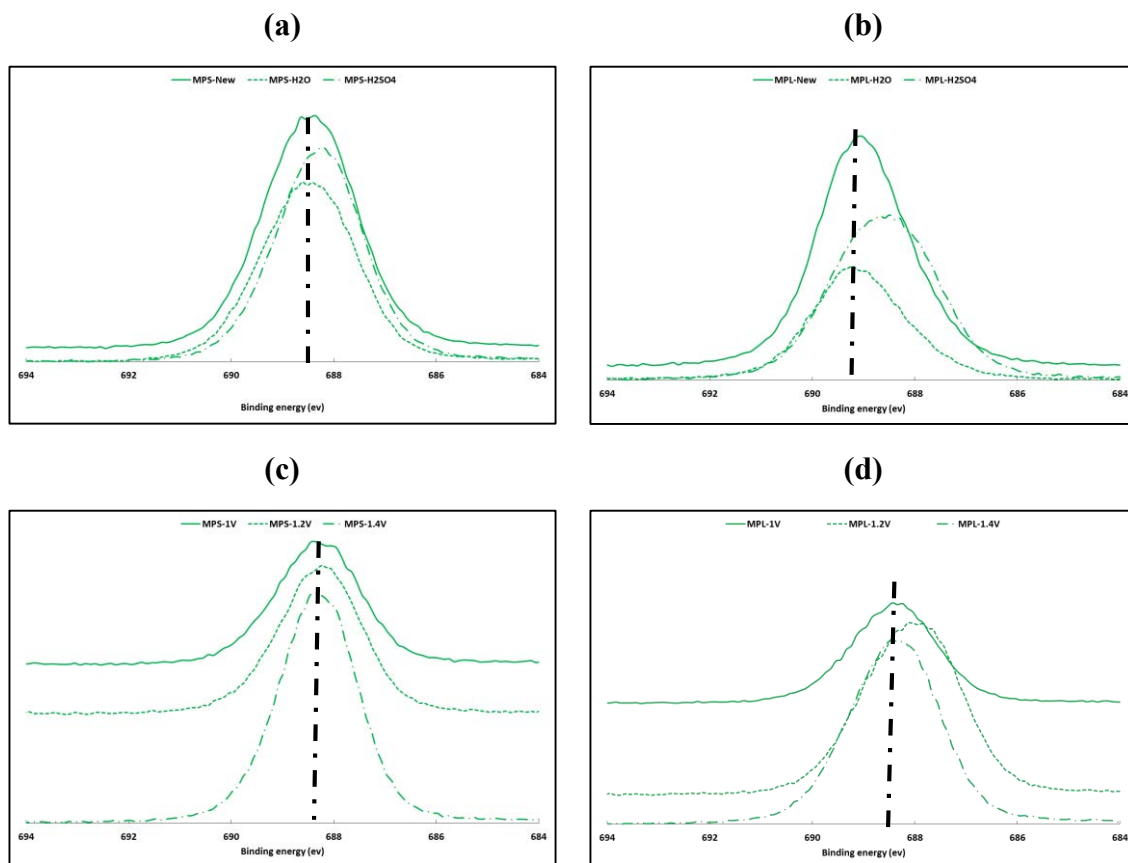 (a)
MPS-New MPS-H2O MPS-H2SO4
694 692 690 688 686 684
Binding energy (ev)
(b)
MPL-New MPL-H2O MPL-H2SO4
694 692 690 688 686 684
Binding energy (ev)
(c)
MPS-1V MPS-1.2V MPS-1.4V
694 692 690 688 686 684
Binding energy (ev)
(d)
MPL-1V MPL-1.2V MPL-1.4V
694 692 690 688 686 684
Binding energy (ev)